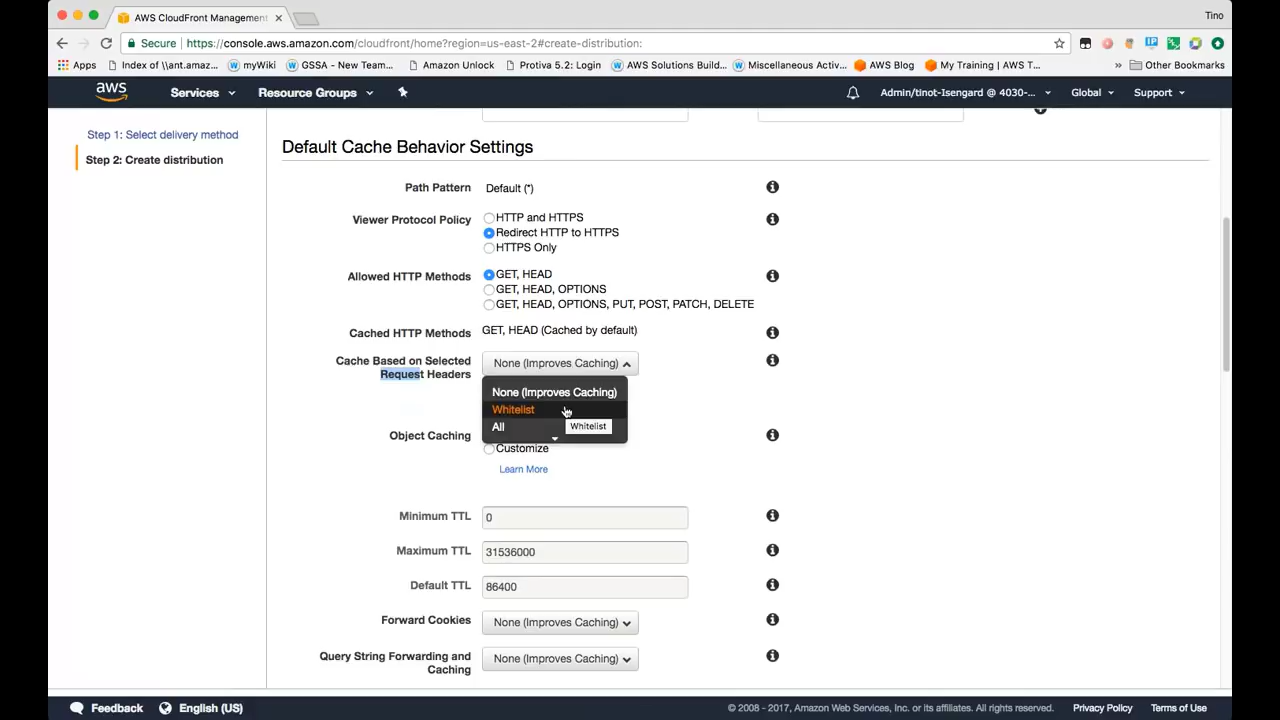 AWS CloudFront Management
Tino
Secure https://console.aws.amazon.com/cloudfront/home?region=us-east-2#create-distribution:
Apps Index of \\ant.amaz... myWiki GSSA - New Team... Amazon Unlock Protiva 5.2: Login AWS Solutions Buil... Miscellaneous Activ... AWS Blog My Training | AWS T... » Other Bookmarks
aws Services Resource Groups Admin/tinot-Isengard @ 4030-... Global Support
Step 1: Select delivery method
Step 2: Create distribution
Default Cache Behavior Settings
Path Pattern Default (*)
Viewer Protocol Policy HTTP and HTTPS
Redirect HTTP to HTTPS
HTTPS Only
Allowed HTTP Methods GET, HEAD
GET, HEAD, OPTIONS
GET, HEAD, OPTIONS, PUT, POST, PATCH, DELETE
Cached HTTP Methods GET, HEAD (Cached by default)
Cache Based on Selected
Request Headers
None (Improves Caching)
None (Improves Caching)
Whitelist
All
Whitelist
Object Caching
Customize
Learn More
Minimum TTL 0
Maximum TTL 31536000
Default TTL 86400
Forward Cookies None (Improves Caching)
Query String Forwarding and
Caching
None (Improves Caching)
Feedback English (US) © 2008 - 2017, Amazon Web Services, Inc. or its affiliates. All rights reserved. Privacy Policy Terms of Use